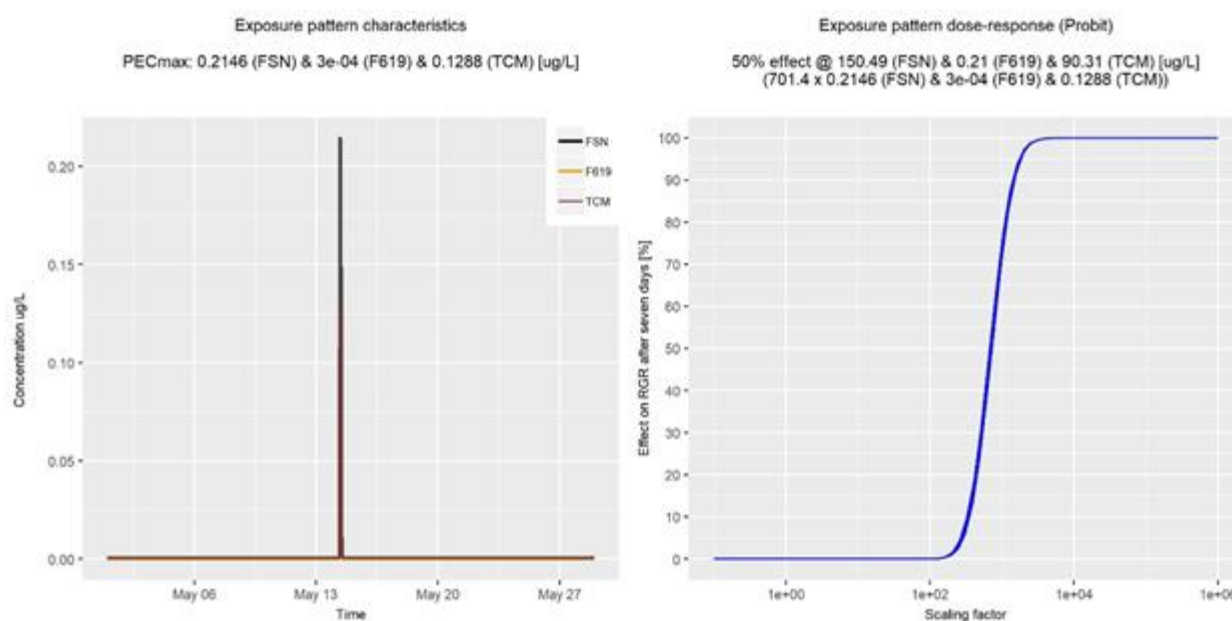 Exposure pattern characteristics
PECmax: 0.2146 (FSN) & 3e-04 (F619) & 0.1288 (TCM) [ug/L]
FSN
F619
TCM
0.20
0.15
0.10
0.05
0.00
Concentration ug/L
May 06
May 13
May 20
May 27
Time
Exposure pattern dose-response (Probit)
50% effect @ 150.49 (FSN) & 0.21 (F619) & 90.31 (TCM) [ug/L]
(701.4 x 0.2146 (FSN) & 3e-04 (F619) & 0.1288 (TCM))
100
90
80
70
60
50
40
30
20
10
0
Effect on RGR after seven days [%]
1e+00
1e+02
1e+04
1e+06
Scaling factor